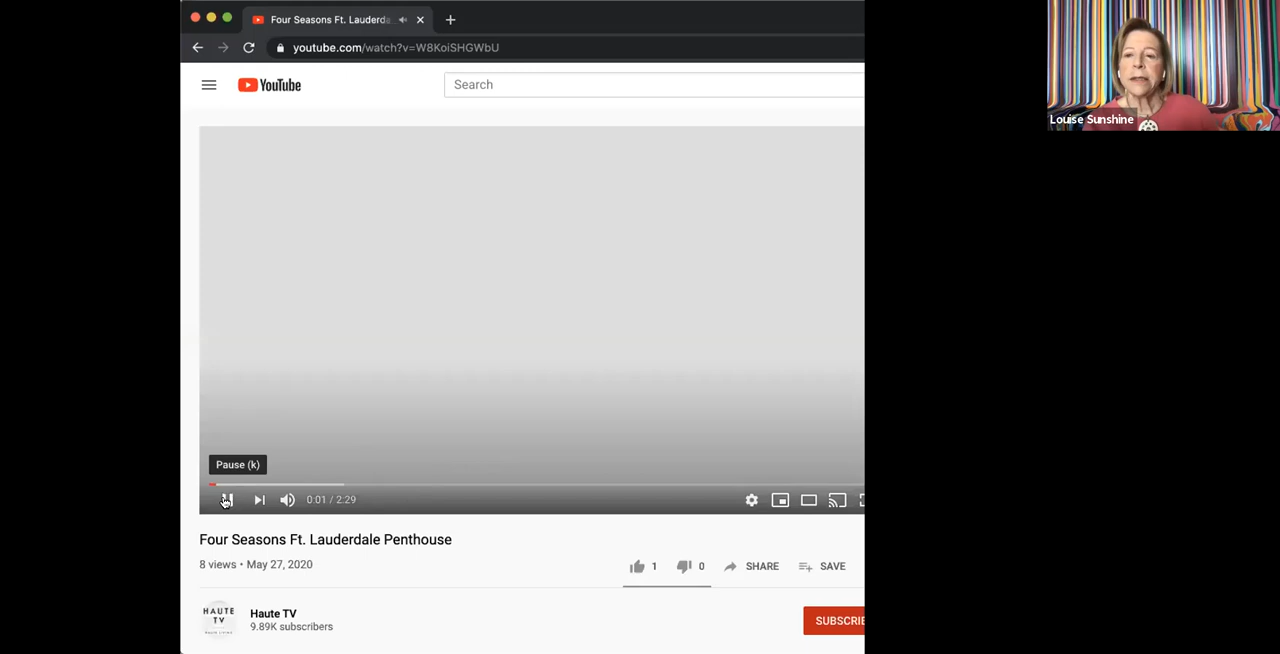 Four Seasons Ft. Lauderda
youtube.com/watch?v=W8KoiSHGWbU
YouTube
Search
Louise Sunshine
Pause (k)
0:01 / 2:29
Four Seasons Ft. Lauderdale Penthouse
8 views • May 27, 2020
1
0
SHARE
SAVE
HAUTE
TV
Haute TV
9.89K subscribers
SUBSCRIBE